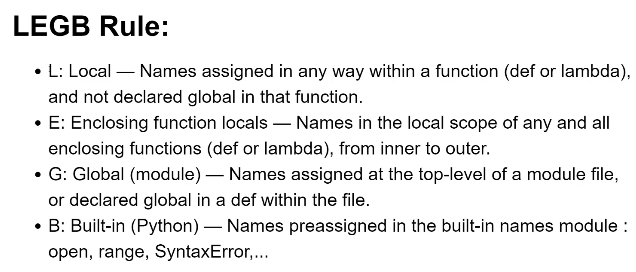 LEGB Rule:
• L: Local — Names assigned in any way within a function (def or lambda),
and not declared global in that function.
• E: Enclosing function locals — Names in the local scope of any and all
enclosing functions (def or lambda), from inner to outer.
• G: Global (module) — Names assigned at the top-level of a module file,
or declared global in a def within the file.
• B: Built-in (Python) — Names preassigned in the built-in names module :
open, range, SyntaxError,...